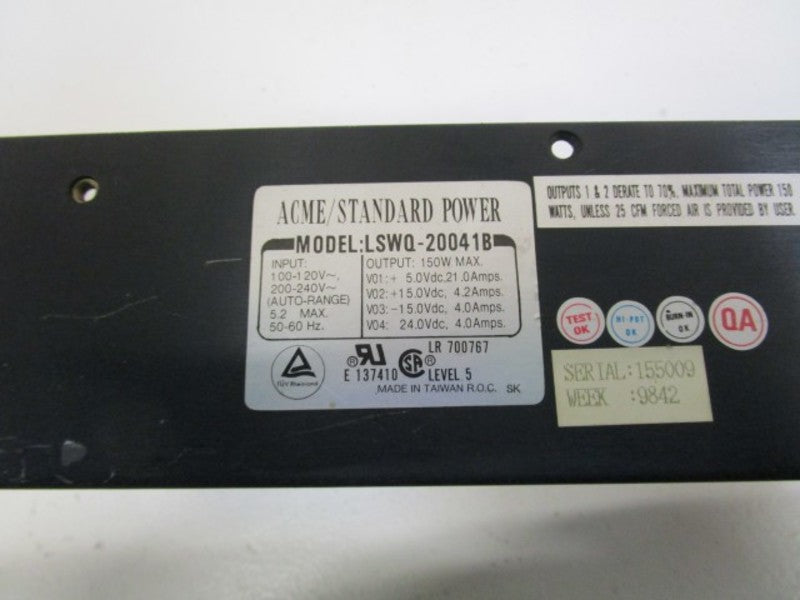 ACME/STANDARD POWER
MODEL:LSWQ-20041B
INPUT:
100-120V~,
200-240V~
(AUTO-RANGE)
5.2 MAX.
50-60 Hz.
OUTPUT: 150W MAX.
V01:+ 5.0Vdc,21.0Amps.
V02:+15.0Vdc, 4.2Amps.
V03:-15.0Vdc, 4.0Amps.
V04: 24.0Vdc, 4.0Amps.
TÜV Rheinland
® RU
E 137410
LR 700767
® SA
LEVEL 5
MADE IN TAIWAN R.O.C. SK
OUTPUTS 1 & 2 DERATE TO 70%. MAXIMUM TOTAL POWER 150
WATTS, UNLESS 25 CFM FORCED AIR IS PROVIDED BY USER.
TEST
OK
HI-POT
OK
BURN-IN
OK
QA
SERIAL:155009
WEEK :9842